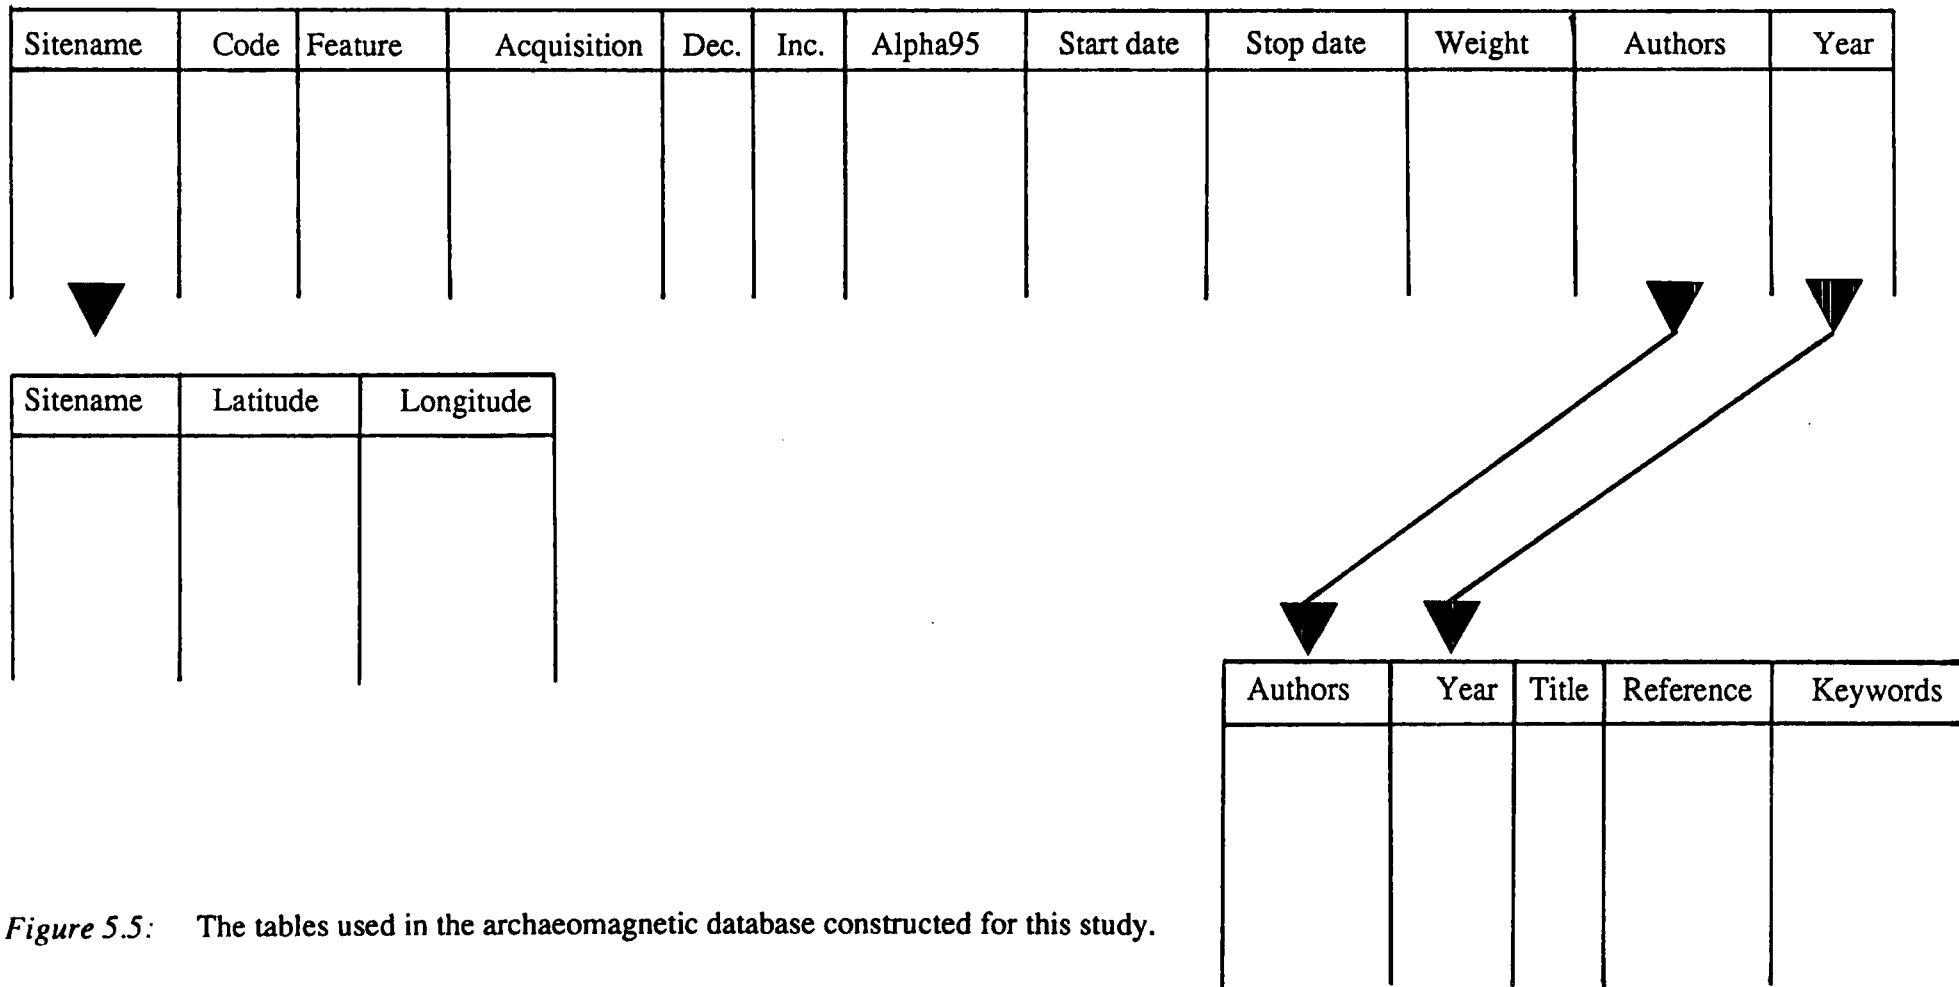 Sitename Code Feature Acquisition Dec. Inc. Alpha95 Start date Stop date Weight Authors Year
Sitename Latitude Longitude
Authors Year Title Reference Keywords
Figure 5.5: The tables used in the archaeomagnetic database constructed for this study.